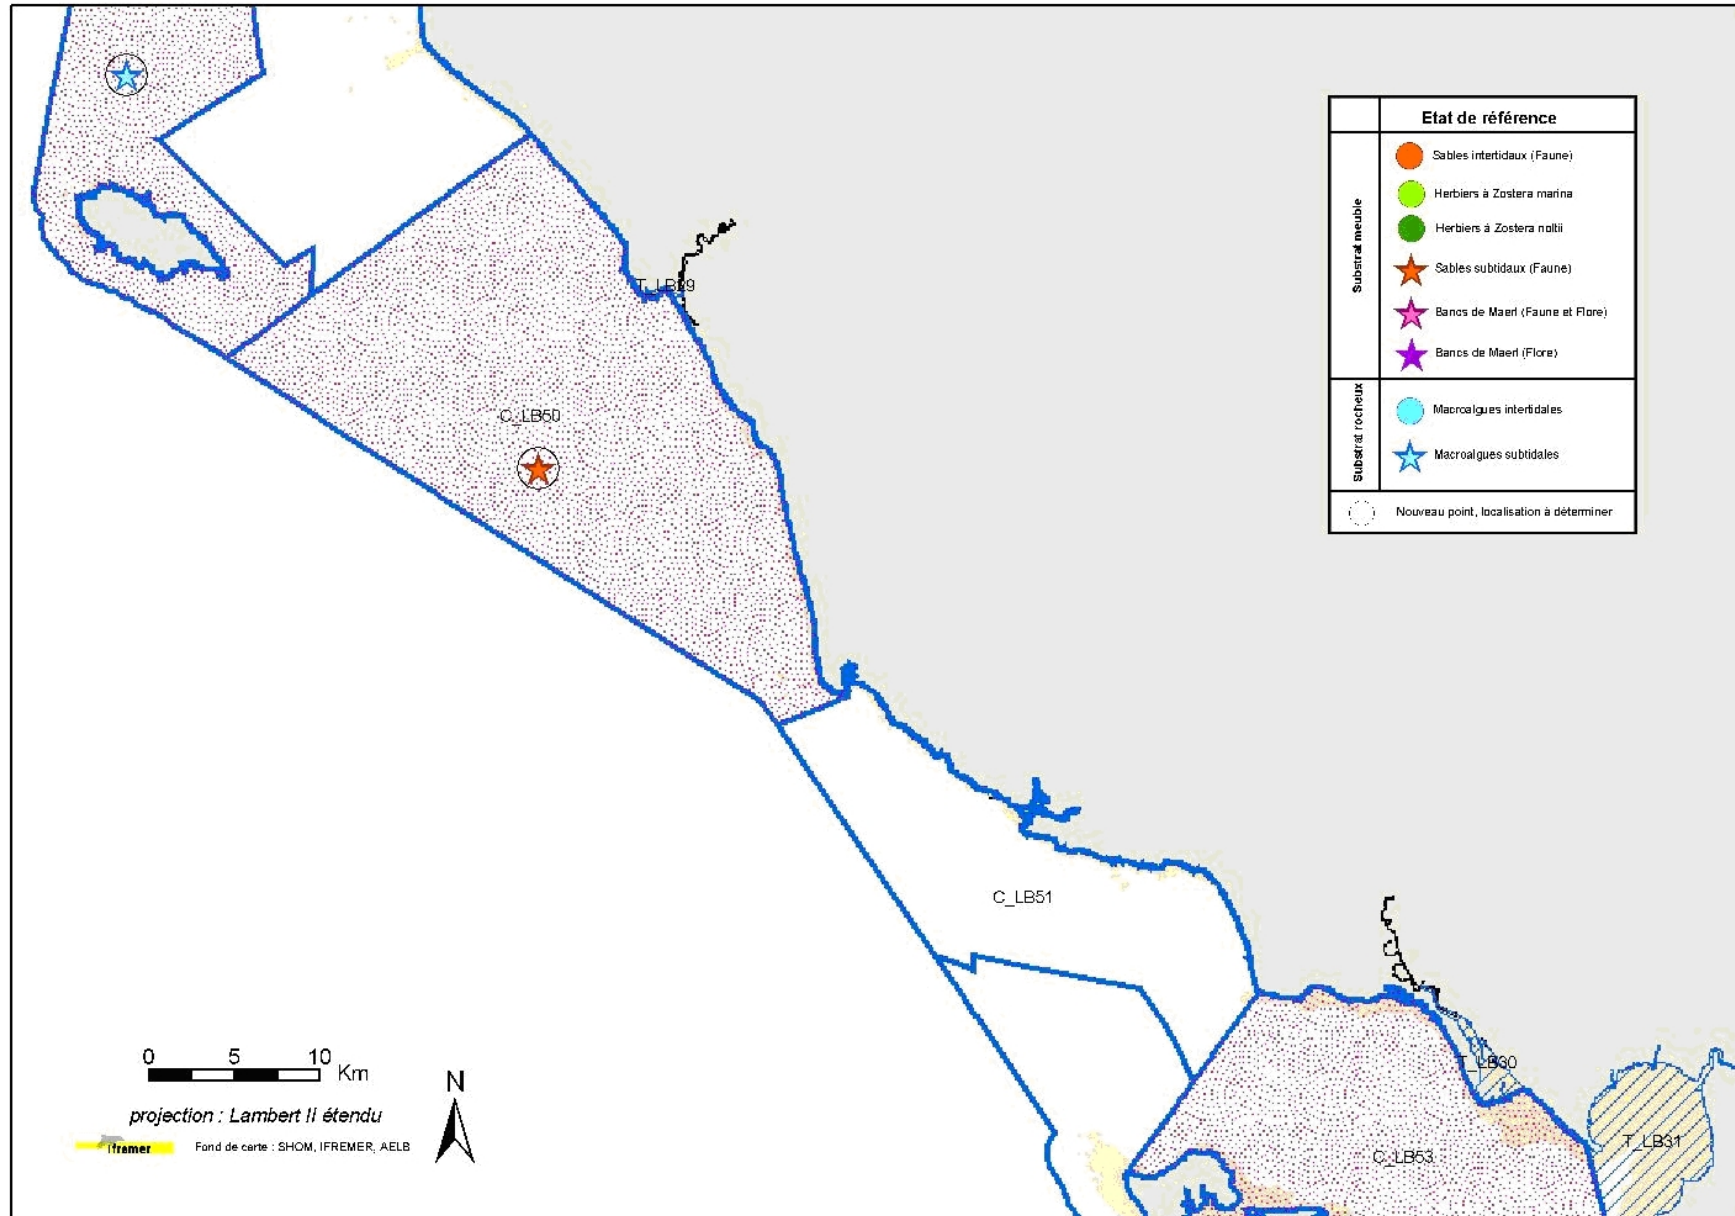 Etat de référence
Substrat meuble
Sables intertidaux (Faune)
Herbiers à Zostera marina
Herbiers à Zostera noltii
Sables subtidaux (Faune)
Bancs de Maerl (Faune et Flore)
Bancs de Maerl (Flore)
Substrat rocheux
Macroalgues intertidales
Macroalgues subtidales
Nouveau point, localisation à déterminer
T_LB29
C_LB50
C_LB51
T_LB30
T_LB31
C_LB53
0 5 10 Km
N
projection : Lambert II étendu
ifremer
Fond de carte : SHOM, IFREMER, AELB